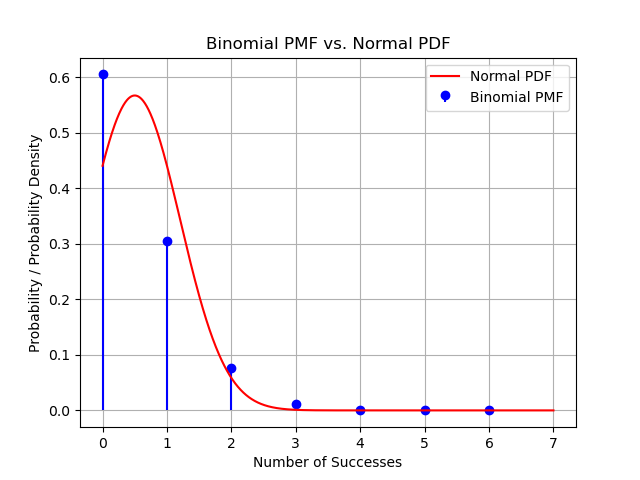 Binomial PMF vs. Normal PDF
Normal PDF
Binomial PMF
Probability / Probability Density
0.6
0.5
0.4
0.3
0.2
0.1
0.0
0 1 2 3 4 5 6 7
Number of Successes